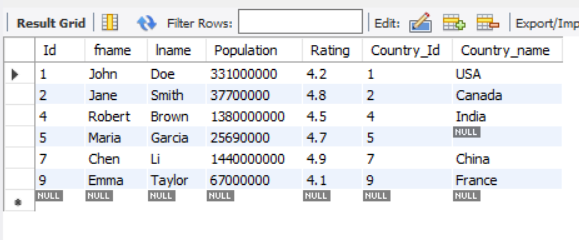 Result Grid Filter Rows: Edit: Export/Imp
Id fname lname Population Rating Country_Id Country_name
1 John Doe 331000000 4.2 1 USA
2 Jane Smith 37700000 4.8 2 Canada
4 Robert Brown 1380000000 4.5 4 India
5 Maria Garcia 25690000 4.7 5 NULL
7 Chen Li 1440000000 4.9 7 China
9 Emma Taylor 67000000 4.1 9 France
NULL NULL NULL NULL NULL NULL NULL